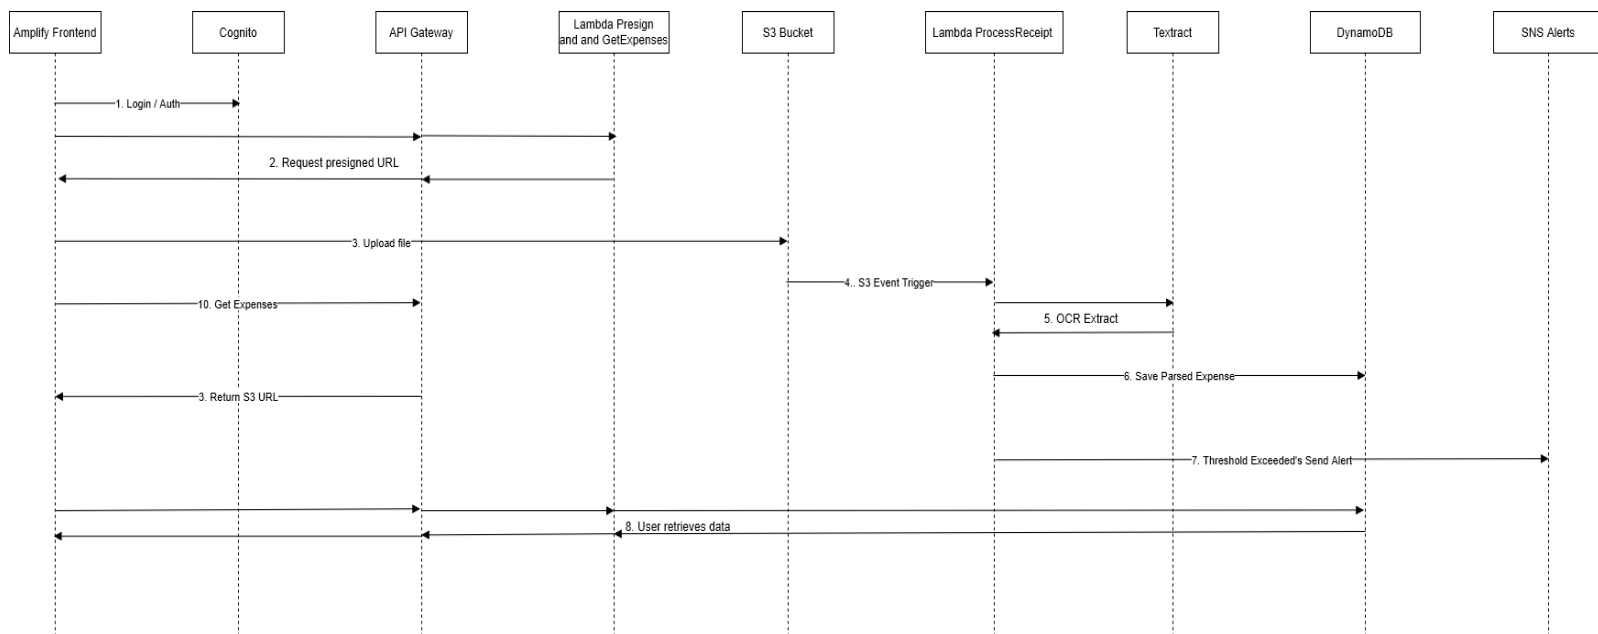 Amplify Frontend
Cognito
API Gateway
Lambda Presign
and and GetExpenses
S3 Bucket
Lambda ProcessReceipt
Textract
DynamoDB
SNS Alerts
1. Login / Auth
2. Request presigned URL
3. Upload file
4.. S3 Event Trigger
10. Get Expenses
5. OCR Extract
6. Save Parsed Expense
3. Return S3 URL
7. Threshold Exceeded's Send Alert
8. User retrieves data